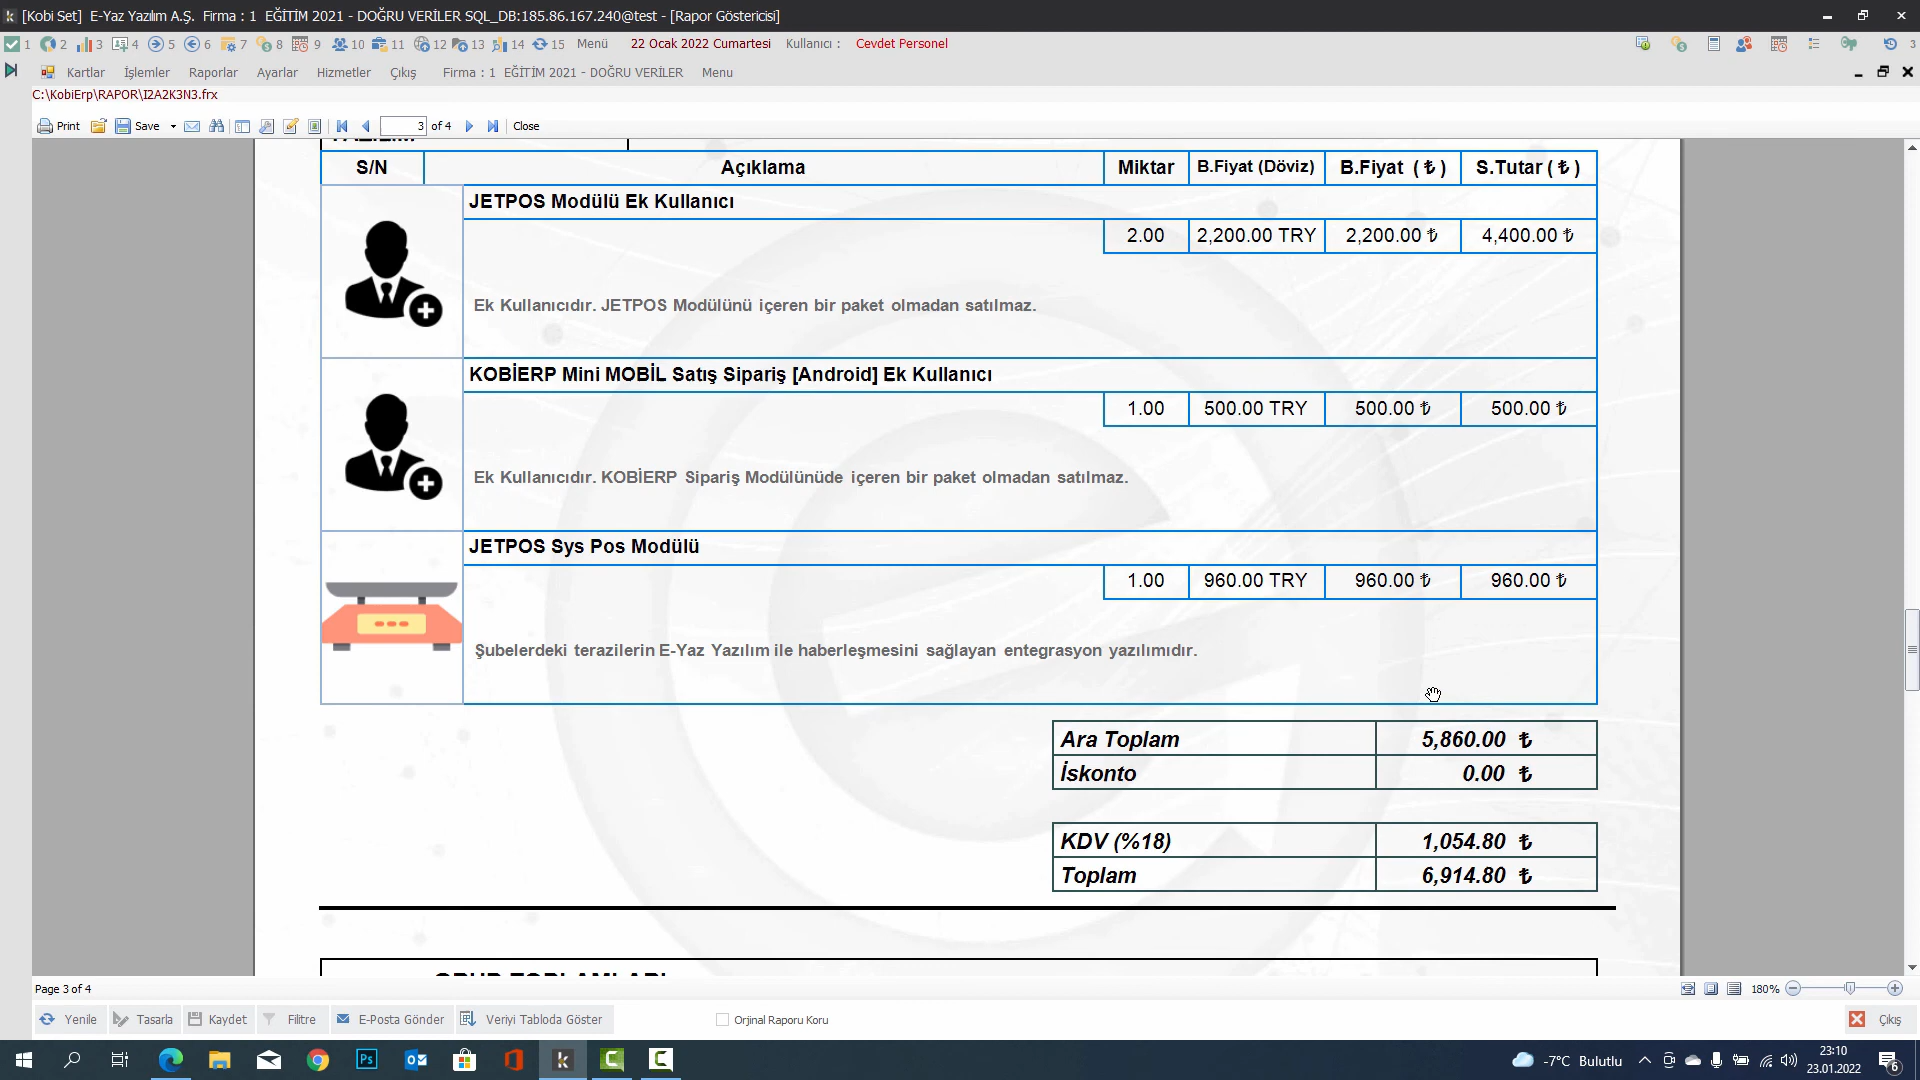 [Kobi Set] E-Yaz Yazılım A.Ş. Firma : 1 EĞİTİM 2021 - DOĞRU VERİLER SQL_DB:185.86.167.240@test - [Rapor Göstericisi]
1 2 3 4 5 6 7 8 9 10 11 12 13 14 15 Menü 22 Ocak 2022 Cumartesi Kullanıcı : Cevdet Personel 3
Kartlar İşlemler Raporlar Ayarlar Hizmetler Çıkış Firma : 1 EĞİTİM 2021 - DOĞRU VERİLER Menu
C:\KobiErp\RAPOR\I2A2K3N3.frx
Print Save 3 of 4 Close
S/N Açıklama Miktar B.Fiyat (Döviz) B.Fiyat (₺) S.Tutar (₺)
JETPOS Modülü Ek Kullanıcı
2.00 2,200.00 TRY 2,200.00 ₺ 4,400.00 ₺
Ek Kullanıcıdır. JETPOS Modülünü içeren bir paket olmadan satılmaz.
KOBİERP Mini MOBİL Satış Sipariş [Android] Ek Kullanıcı
1.00 500.00 TRY 500.00 ₺ 500.00 ₺
Ek Kullanıcıdır. KOBİERP Sipariş Modülünüde içeren bir paket olmadan satılmaz.
JETPOS Sys Pos Modülü
1.00 960.00 TRY 960.00 ₺ 960.00 ₺
Şubelerdeki terazilerin E-Yaz Yazılım ile haberleşmesini sağlayan entegrasyon yazılımıdır.
Ara Toplam 5,860.00 ₺
İskonto 0.00 ₺
KDV (%18) 1,054.80 ₺
Toplam 6,914.80 ₺
GRUP TOPLAMLARI
Page 3 of 4 180%
Yenile Tasarla Kaydet Filitre E-Posta Gönder Veriyi Tabloda Göster Orjinal Raporu Koru Çıkış
-7°C Bulutlu 23:10
23.01.2022 6